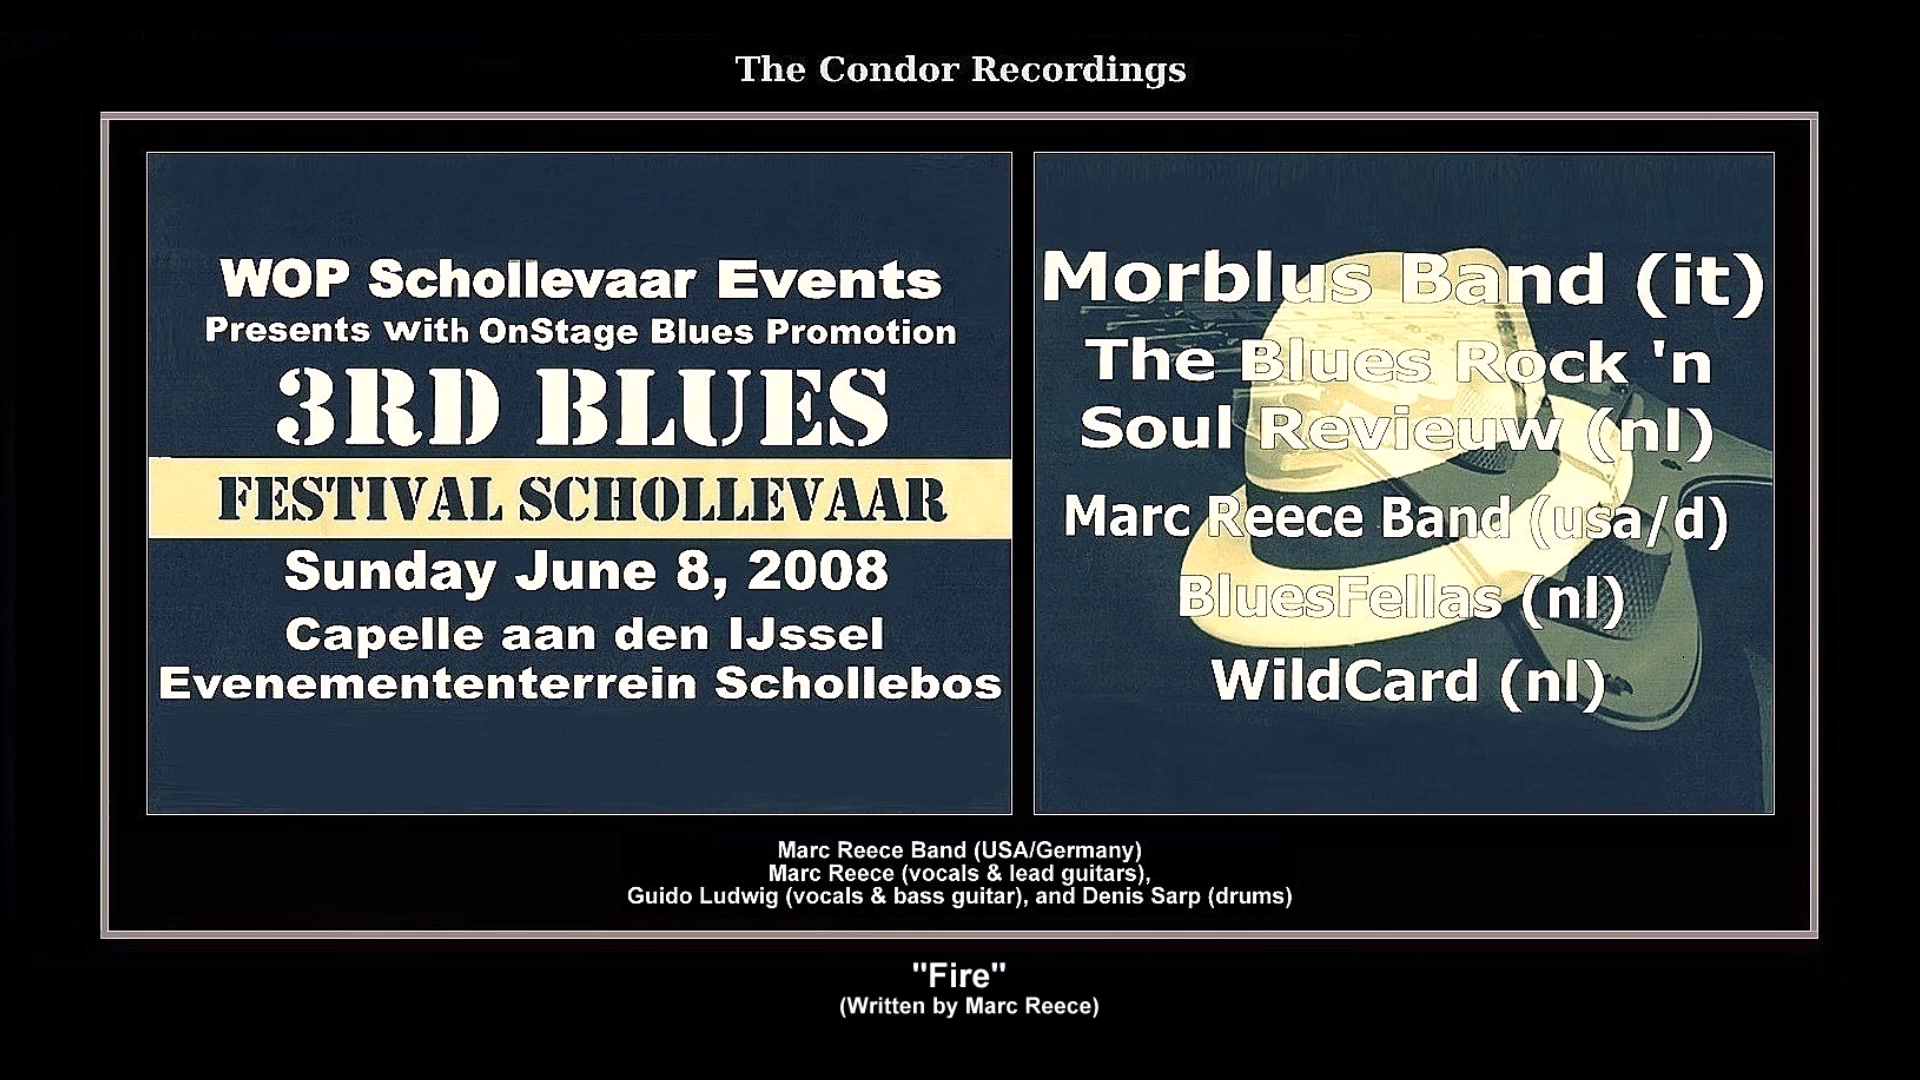 The Condor Recordings
WOP Schollevaar Events
Presents with OnStage Blues Promotion
3RD BLUES
FESTIVAL SCHOLLEVAAR
Sunday June 8, 2008
Capelle aan den IJssel
Evenemententerrein Schollebos
Morblus Band (it)
The Blues Rock 'n
Soul Revieuw (nl)
Marc Reece Band (usa/d)
BluesFellas (nl)
WildCard (nl)
Marc Reece Band (USA/Germany)
Marc Reece (vocals & lead guitars),
Guido Ludwig (vocals & bass guitar), and Denis Sarp (drums)
"Fire"
(Written by Marc Reece)